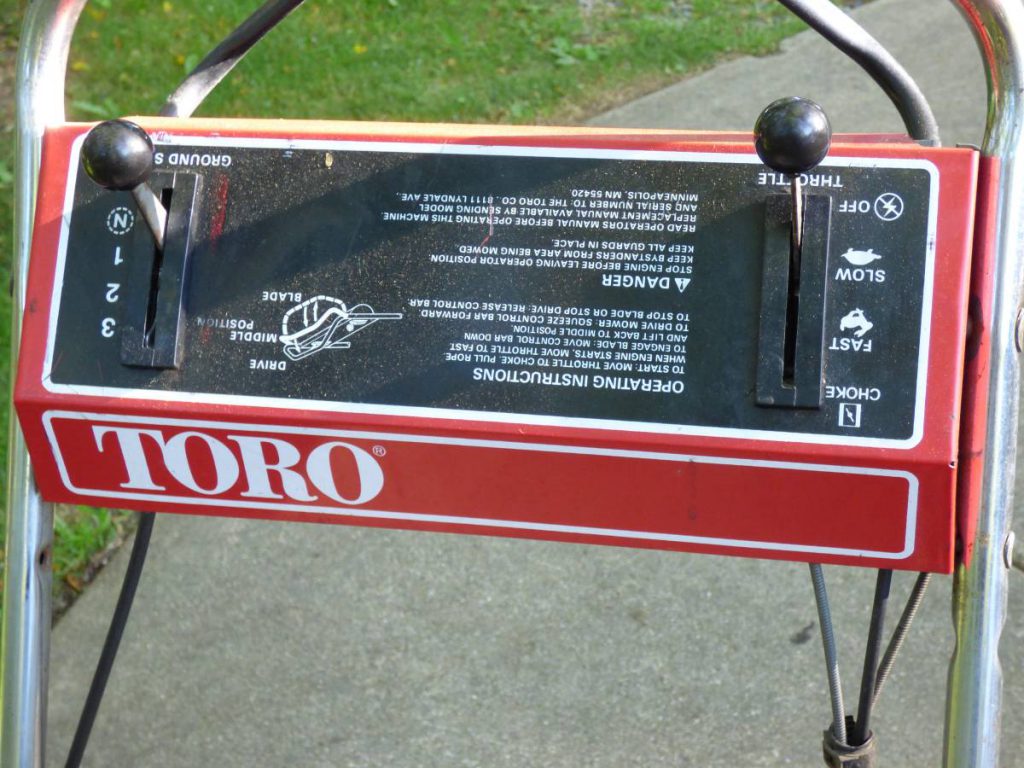 TORO®
CHOKE
FAST
SLOW
OFF
THROTTLE
OPERATING INSTRUCTIONS
TO START: MOVE THROTTLE TO CHOKE PULL ROPE.
WHEN ENGINE STARTS, MOVE THROTTLE TO FAST
TO ENGAGE BLADE: MOVE CONTROL BAR DOWN
AND LIFT BACK TO MIDDLE POSITION.
TO DRIVE MOWER: SQUEEZE CONTROL BAR FORWARD.
TO STOP BLADE OR STOP DRIVE: RELEASE CONTROL BAR
DANGER
STOP ENGINE BEFORE LEAVING OPERATOR POSITION.
KEEP BYSTANDERS FROM AREA BEING MOWED
KEEP ALL GUARDS IN PLACE.
READ OPERATORS MANUAL BEFORE OPERATING THIS MACHINE
REPLACEMENT MANUAL AVAILABLE BY SENDING MODEL
AND SERIAL NUMBER TO: THE TORO CO. 8111 LYNDALE AVE.,
MINNEAPOLIS, MN 55420
DRIVE
MIDDLE
POSITION
BLADE
3
2
1
N
GROUND S